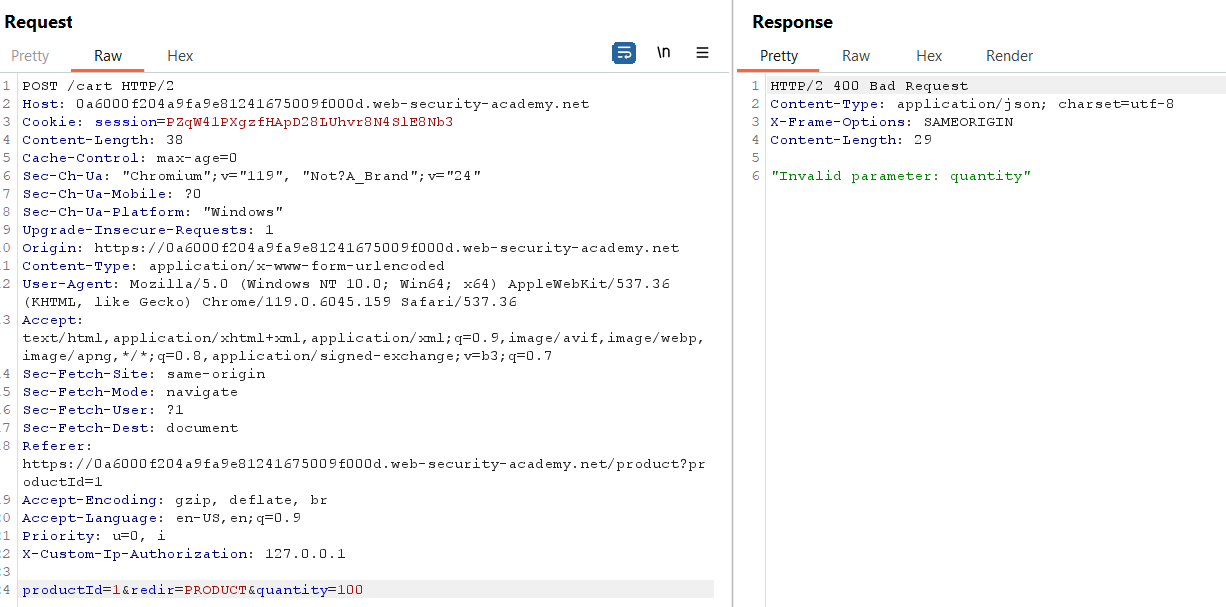 Request
Pretty Raw Hex
\n
1 POST /cart HTTP/2
2 Host: 0a6000f204a9fa9e81241675009f000d.web-security-academy.net
3 Cookie: session=PZqW41PXgzfHApD28LUhvr8N4SlE8Nb3
4 Content-Length: 38
5 Cache-Control: max-age=0
6 Sec-Ch-Ua: "Chromium";v="119", "Not?A_Brand";v="24"
7 Sec-Ch-Ua-Mobile: ?0
8 Sec-Ch-Ua-Platform: "Windows"
9 Upgrade-Insecure-Requests: 1
0 Origin: https://0a6000f204a9fa9e81241675009f000d.web-security-academy.net
1 Content-Type: application/x-www-form-urlencoded
2 User-Agent: Mozilla/5.0 (Windows NT 10.0; Win64; x64) AppleWebKit/537.36
(KHTML, like Gecko) Chrome/119.0.6045.159 Safari/537.36
3 Accept:
text/html,application/xhtml+xml,application/xml;q=0.9,image/avif,image/webp,
image/apng,*/*;q=0.8,application/signed-exchange;v=b3;q=0.7
4 Sec-Fetch-Site: same-origin
5 Sec-Fetch-Mode: navigate
6 Sec-Fetch-User: ?1
7 Sec-Fetch-Dest: document
8 Referer:
https://0a6000f204a9fa9e81241675009f000d.web-security-academy.net/product?pr
oductId=1
9 Accept-Encoding: gzip, deflate, br
0 Accept-Language: en-US,en;q=0.9
1 Priority: u=0, i
2 X-Custom-Ip-Authorization: 127.0.0.1
3
4 productId=1&redir=PRODUCT&quantity=100
Response
Pretty Raw Hex Render
1 HTTP/2 400 Bad Request
2 Content-Type: application/json; charset=utf-8
3 X-Frame-Options: SAMEORIGIN
4 Content-Length: 29
5
6 "Invalid parameter: quantity"